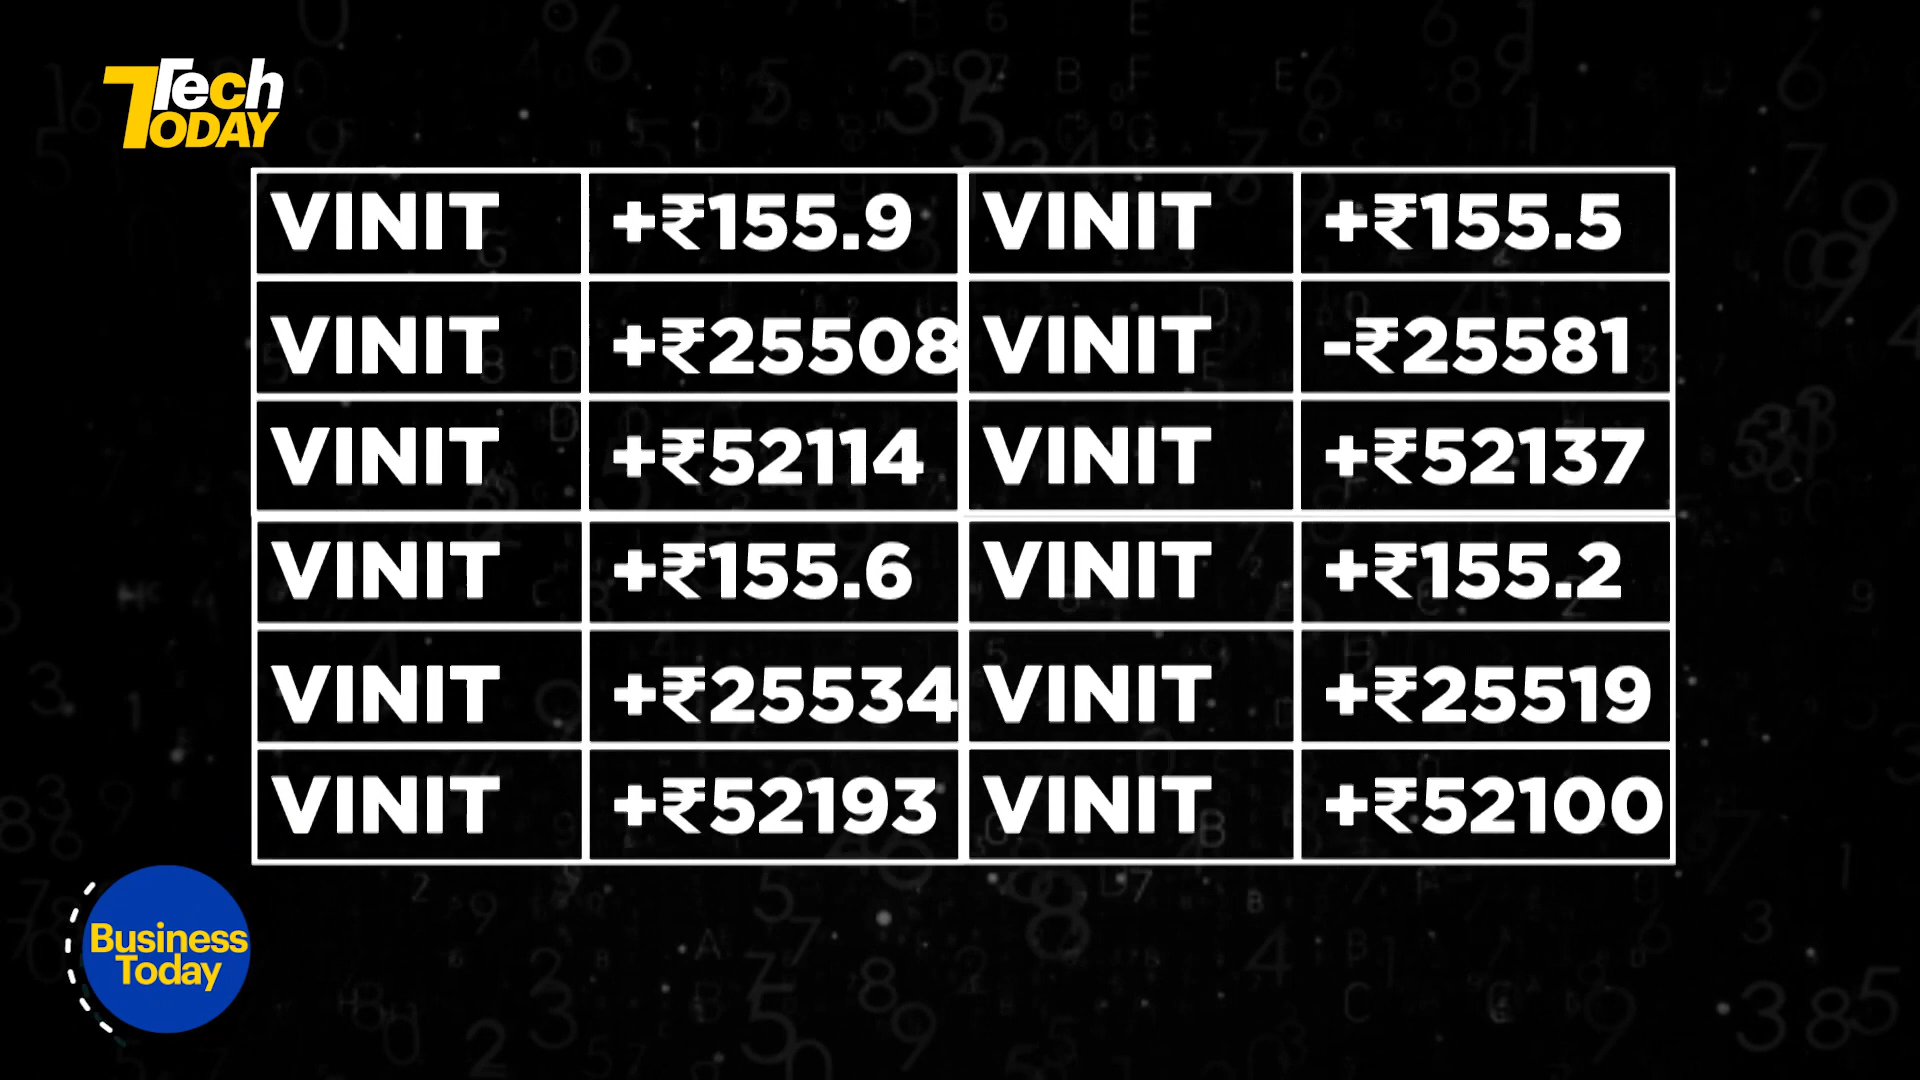 Tech
TODAY
VINIT +₹155.9 VINIT +₹155.5
VINIT +₹25508 VINIT -₹25581
VINIT +₹52114 VINIT +₹52137
VINIT +₹155.6 VINIT +₹155.2
VINIT +₹25534 VINIT +₹25519
VINIT +₹52193 VINIT +₹52100
Business
Today